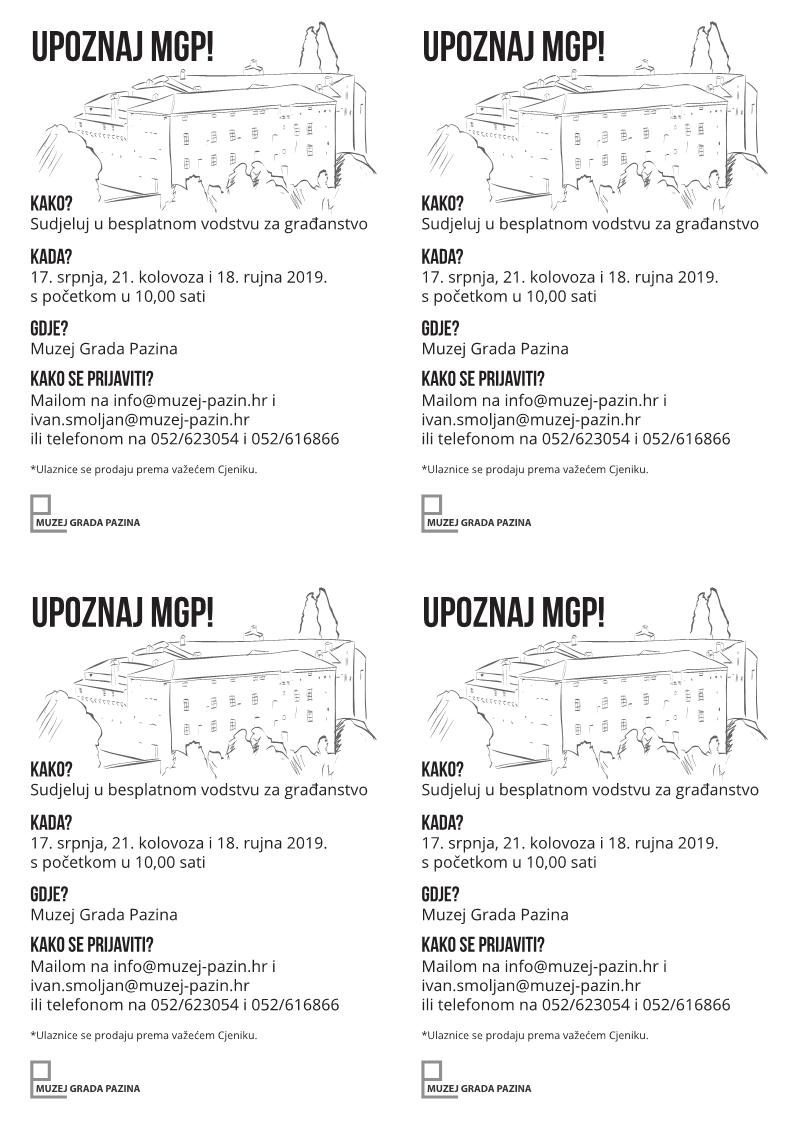 UPOZNAJ MGP!
KAKO?
Sudjeluj u besplatnom vodstvu za građanstvo
KADA?
17. srpnja, 21. kolovoza i 18. rujna 2019.
s početkom u 10,00 sati
GDJE?
Muzej Grada Pazina
KAKO SE PRIJAVITI?
Mailom na info@muzej-pazin.hr i
ivan.smoljan@muzej-pazin.hr
ili telefonom na 052/623054 i 052/616866
*Ulaznice se prodaju prema važećem Cjeniku.
MUZEJ GRADA PAZINA
UPOZNAJ MGP!
KAKO?
Sudjeluj u besplatnom vodstvu za građanstvo
KADA?
17. srpnja, 21. kolovoza i 18. rujna 2019.
s početkom u 10,00 sati
GDJE?
Muzej Grada Pazina
KAKO SE PRIJAVITI?
Mailom na info@muzej-pazin.hr i
ivan.smoljan@muzej-pazin.hr
ili telefonom na 052/623054 i 052/616866
*Ulaznice se prodaju prema važećem Cjeniku.
MUZEJ GRADA PAZINA
UPOZNAJ MGP!
KAKO?
Sudjeluj u besplatnom vodstvu za građanstvo
KADA?
17. srpnja, 21. kolovoza i 18. rujna 2019.
s početkom u 10,00 sati
GDJE?
Muzej Grada Pazina
KAKO SE PRIJAVITI?
Mailom na info@muzej-pazin.hr i
ivan.smoljan@muzej-pazin.hr
ili telefonom na 052/623054 i 052/616866
*Ulaznice se prodaju prema važećem Cjeniku.
MUZEJ GRADA PAZINA
UPOZNAJ MGP!
KAKO?
Sudjeluj u besplatnom vodstvu za građanstvo
KADA?
17. srpnja, 21. kolovoza i 18. rujna 2019.
s početkom u 10,00 sati
GDJE?
Muzej Grada Pazina
KAKO SE PRIJAVITI?
Mailom na info@muzej-pazin.hr i
ivan.smoljan@muzej-pazin.hr
ili telefonom na 052/623054 i 052/616866
*Ulaznice se prodaju prema važećem Cjeniku.
MUZEJ GRADA PAZINA